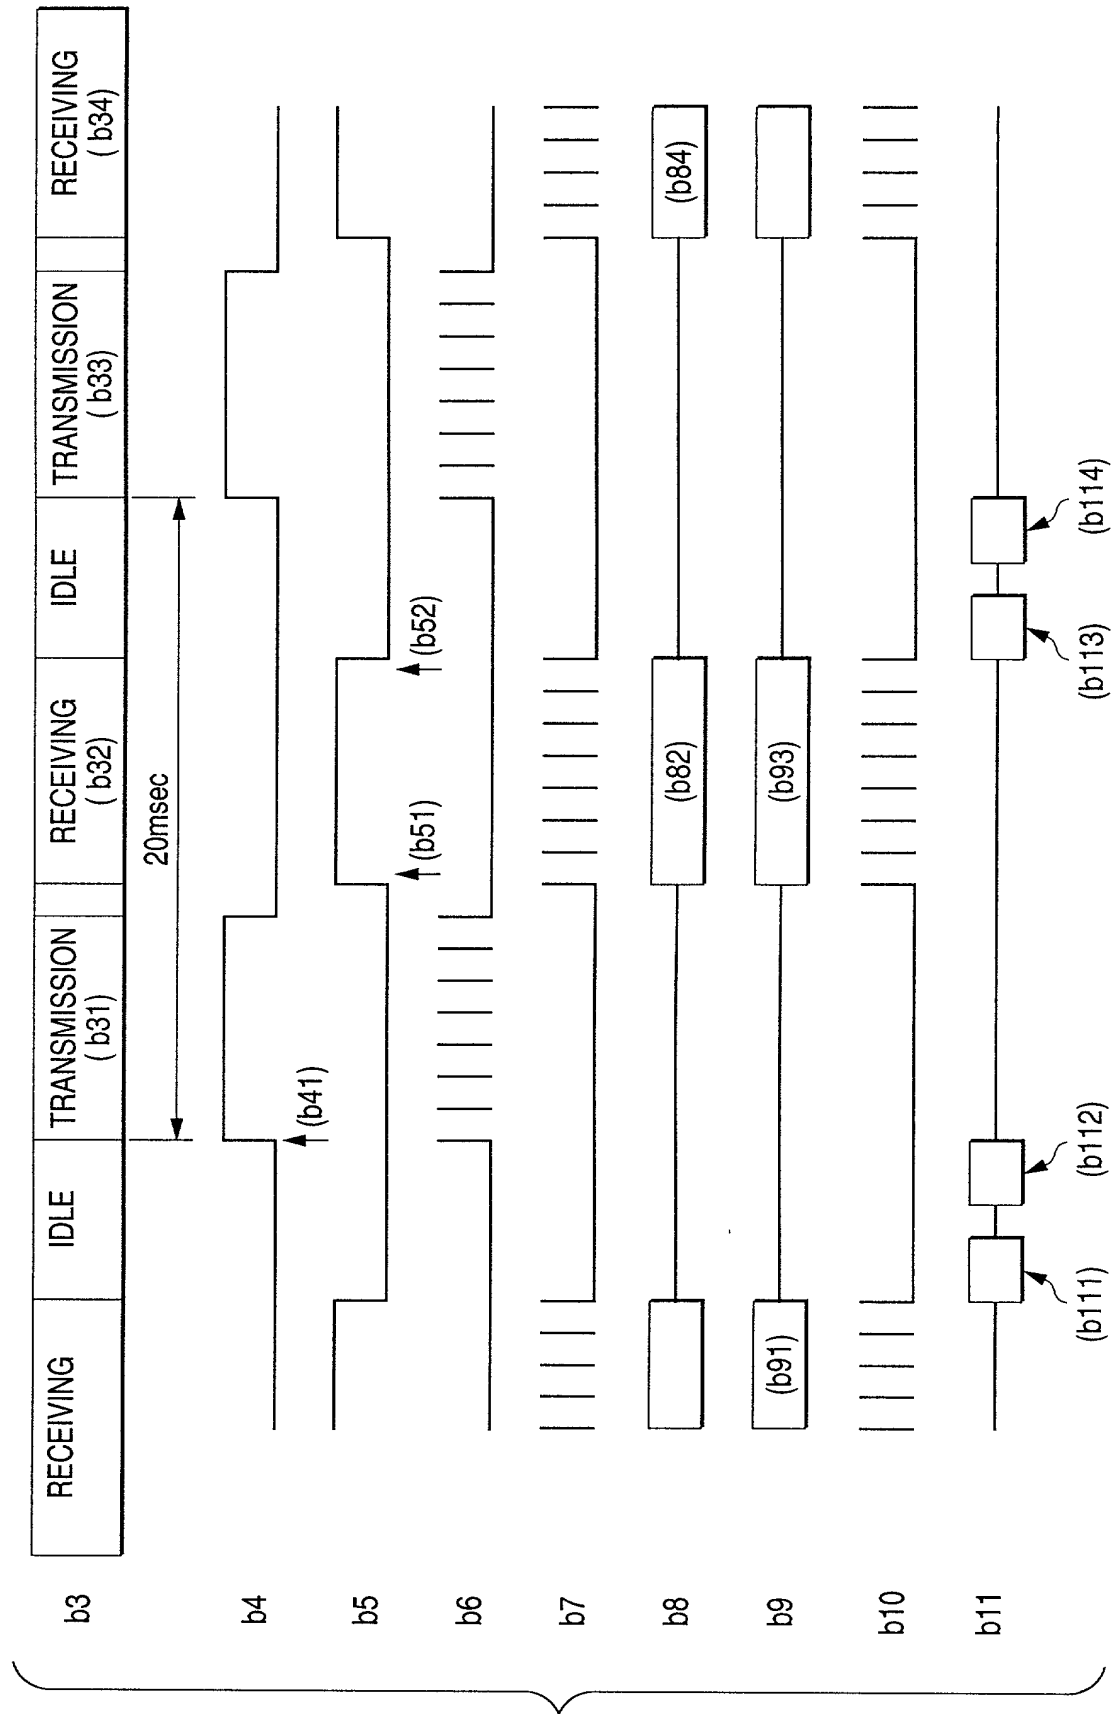 b3
RECEIVING
IDLE
TRANSMISSION
( b31)
RECEIVING
( b32)
IDLE
TRANSMISSION
( b33)
RECEIVING
( b34)
20msec
b4
(b41)
b5
(b51)
(b52)
b6
b7
b8
(b82)
(b84)
b9
(b91)
(b93)
b10
b11
(b111)
(b112)
(b113)
(b114)